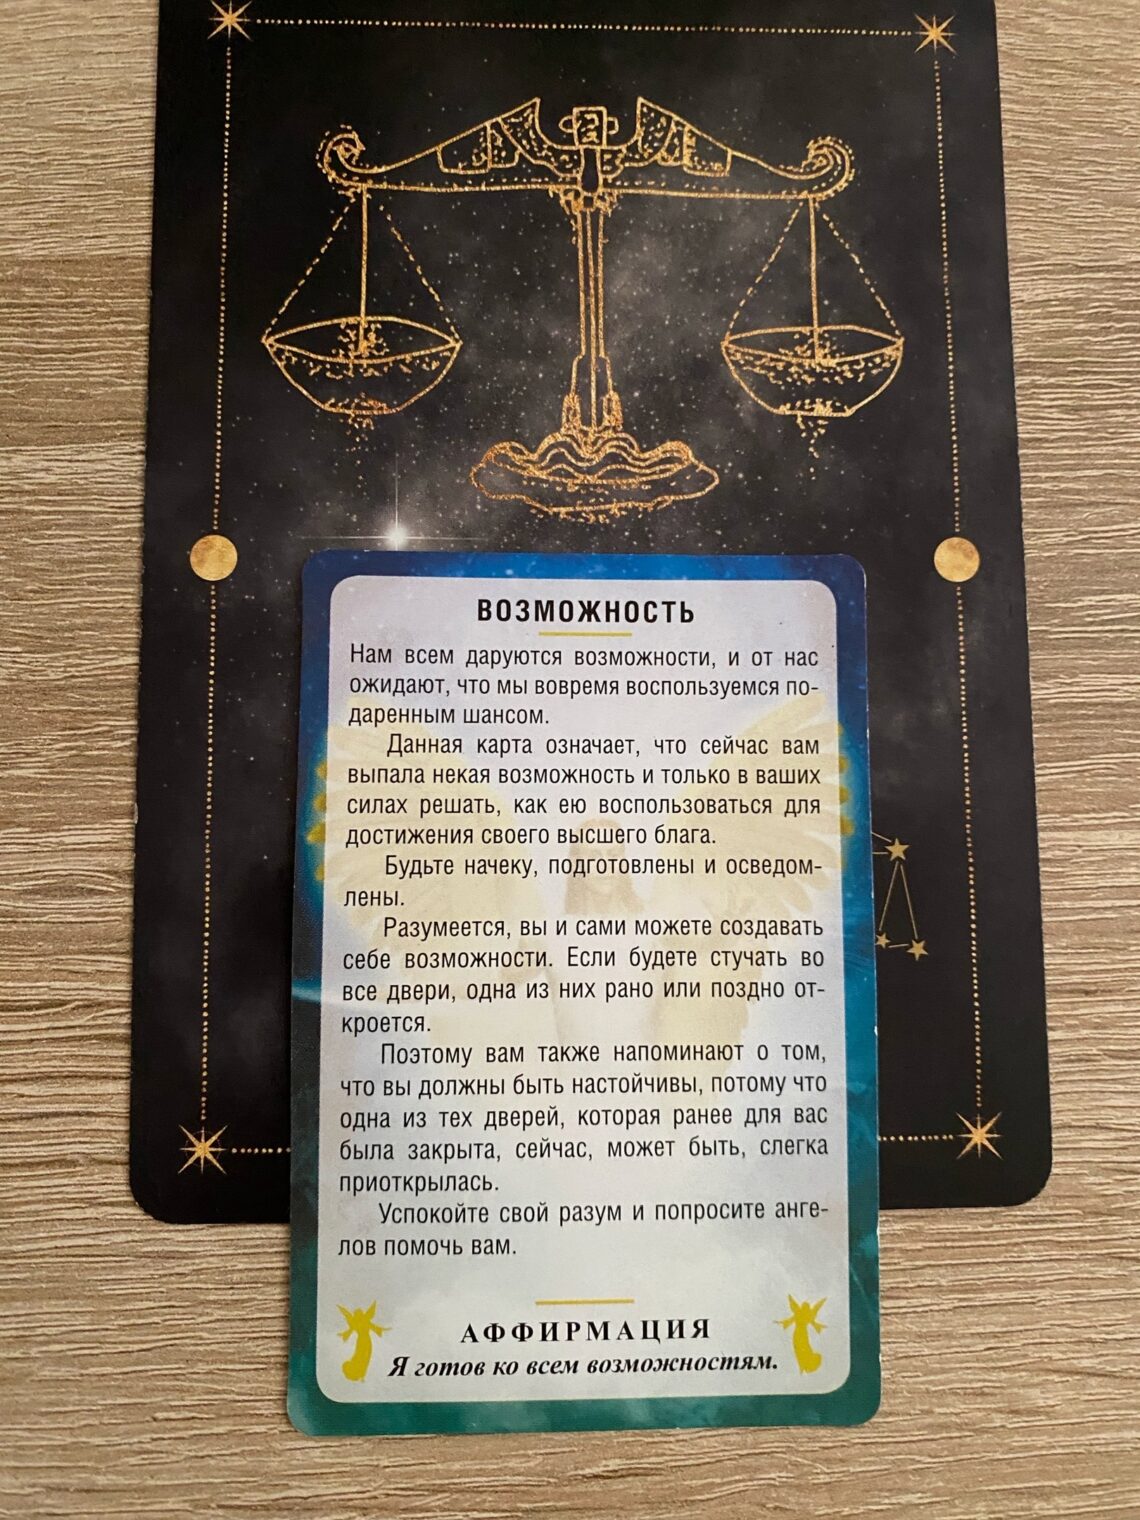 ВОЗМОЖНОСТЬ
Нам всем даруются возможности, и от нас
ожидают, что мы вовремя воспользуемся по-
даренным шансом.
Данная карта означает, что сейчас вам
выпала некая возможность и только в ваших
силах решать, как ею воспользоваться для
достижения своего высшего блага.
Будьте начеку, подготовлены и осведом-
лены.
Разумеется, вы и сами можете создавать
себе возможности. Если будете стучать во
все двери, одна из них рано или поздно от-
кроется.
Поэтому вам также напоминают о том,
что вы должны быть настойчивы, потому что
одна из тех дверей, которая ранее для вас
была закрыта, сейчас, может быть, слегка
приоткрылась.
Успокойте свой разум и попросите анге-
лов помочь вам.
АФФИРМАЦИЯ
Я готов ко всем возможностям.